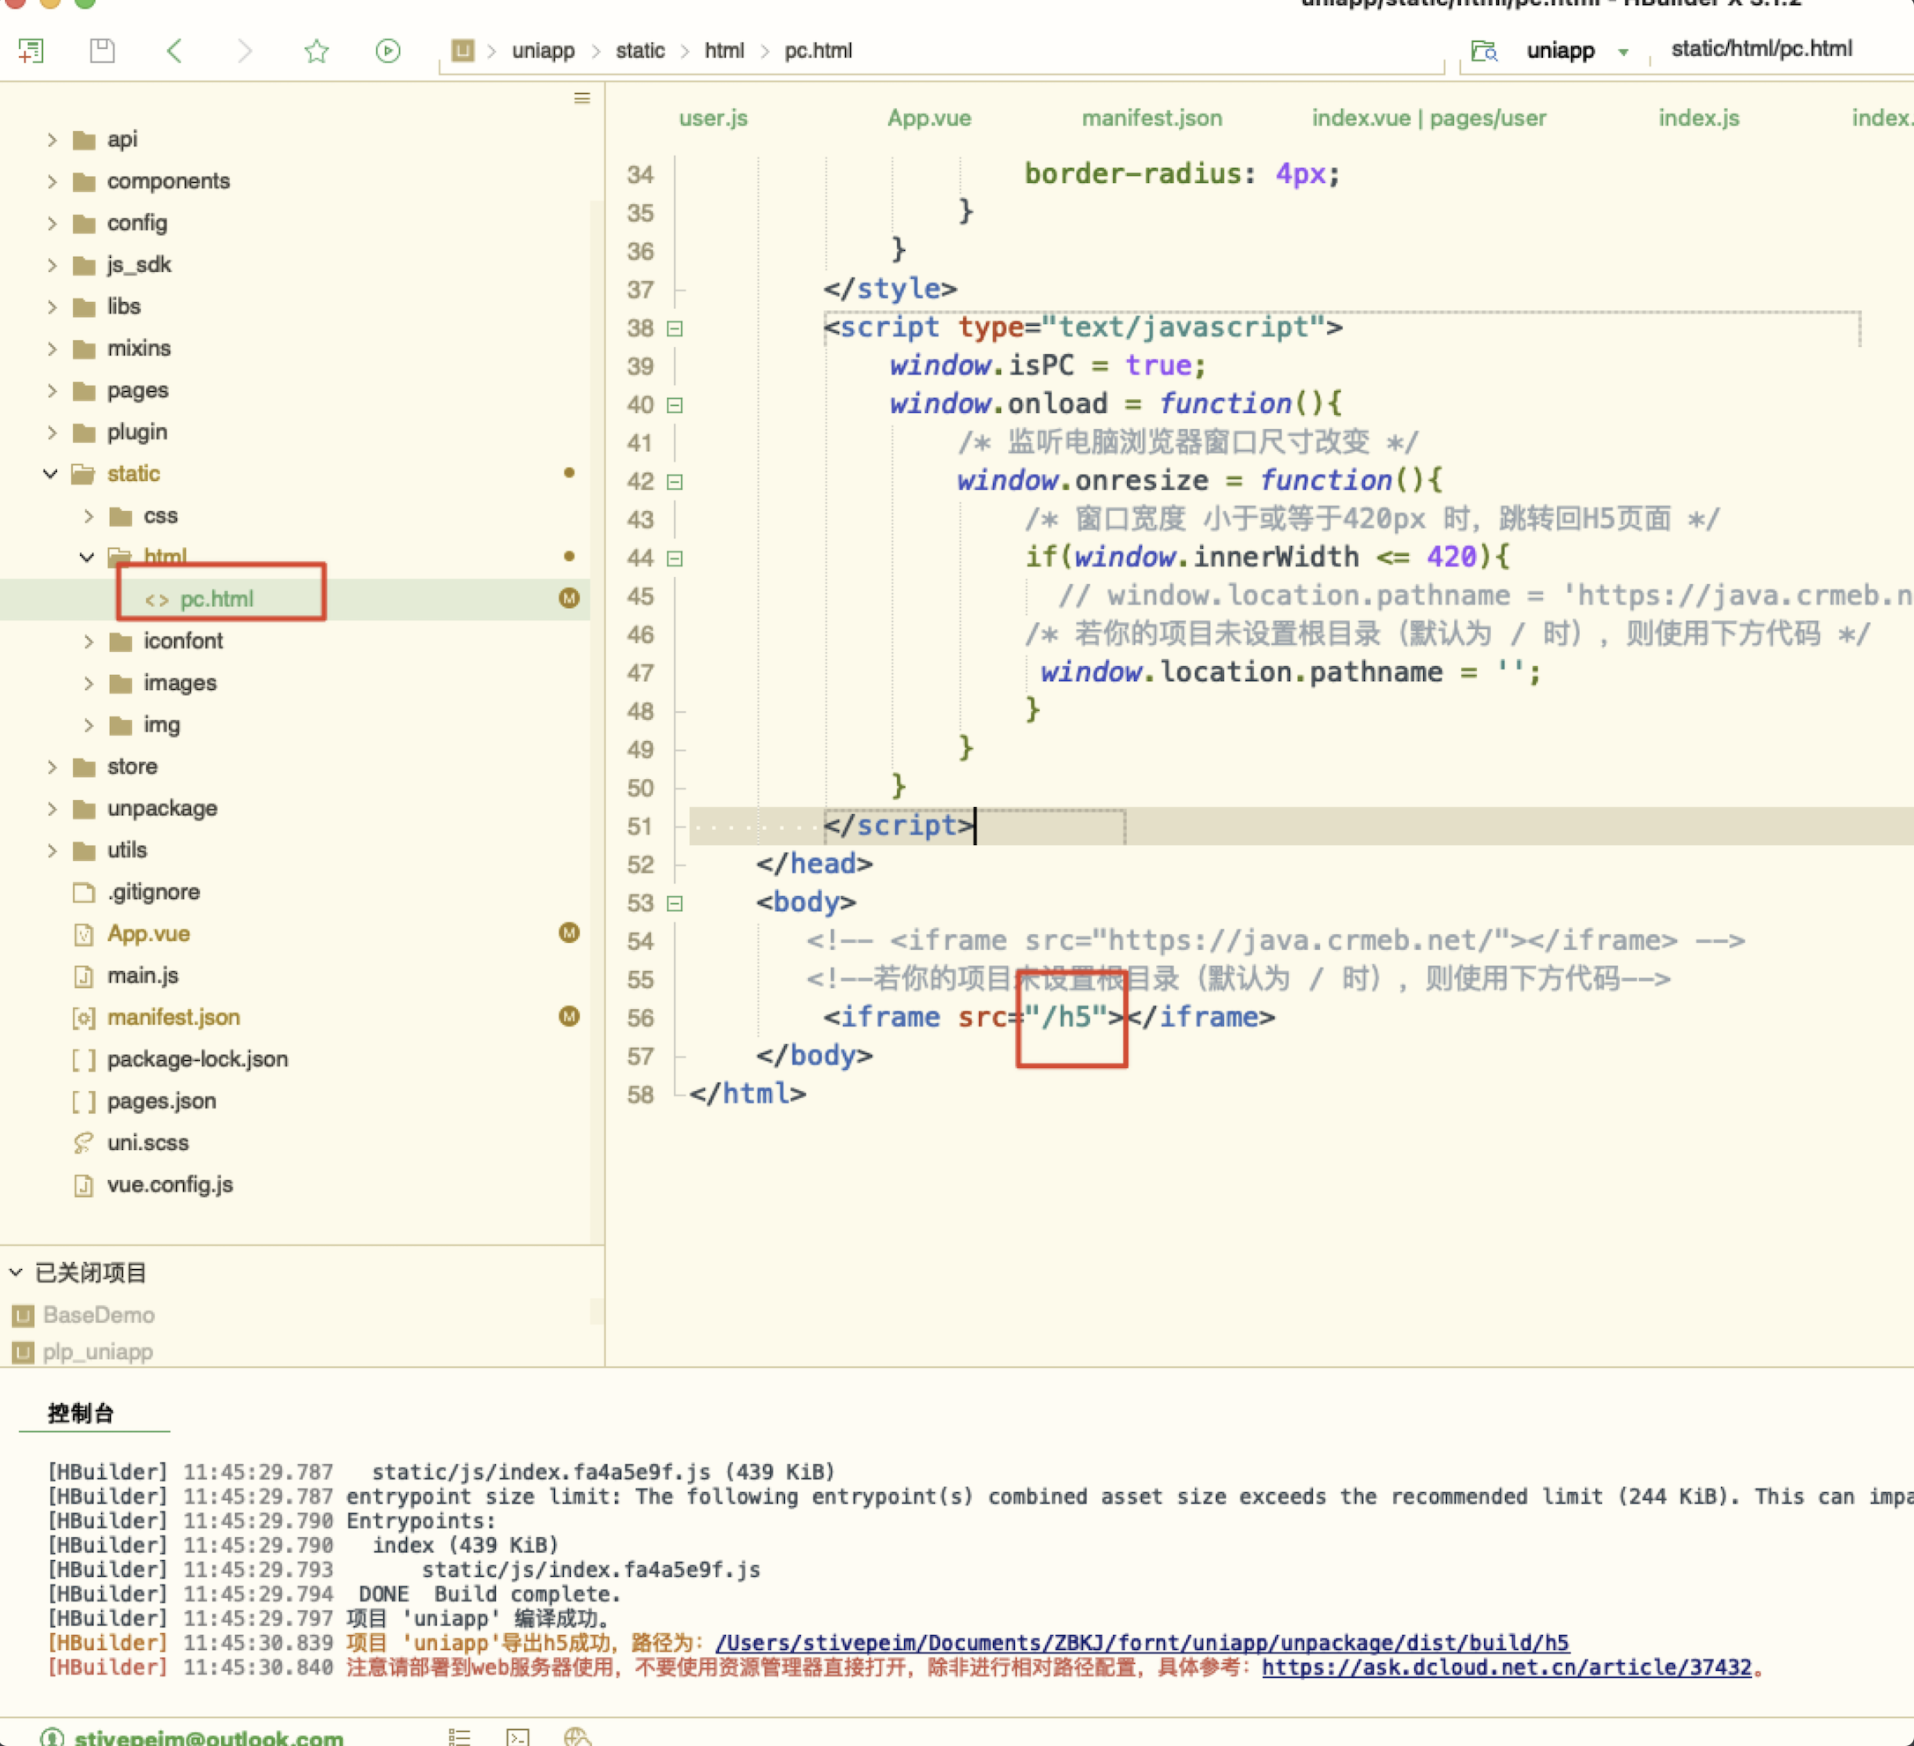 uniapp/static/html/pc.html - HBuilder X 3.1.2
uniapp > static > html > pc.html
uniapp
static/html/pc.html
user.js
App.vue
manifest.json
index.vue | pages/user
index.js
index.
api
components
config
js_sdk
libs
mixins
pages
plugin
static
css
html
<> pc.html
M
iconfont
images
img
store
unpackage
utils
.gitignore
App.vue
M
main.js
manifest.json
M
package-lock.json
pages.json
uni.scss
vue.config.js
已关闭项目
BaseDemo
plp_uniapp
34 border-radius: 4px;
35 }
36 }
37 </style>
38 <script type="text/javascript">
39 window.isPC = true;
40 window.onload = function(){
41 /* 监听电脑浏览器窗口尺寸改变 */
42 window.onresize = function(){
43 /* 窗口宽度 小于或等于420px 时，跳转回H5页面 */
44 if(window.innerWidth <= 420){
45 // window.location.pathname = 'https://java.crmeb.n
46 /* 若你的项目未设置根目录（默认为 / 时），则使用下方代码 */
47 window.location.pathname = '';
48 }
49 }
50 }
51 </script>
52 </head>
53 <body>
54 <!-- <iframe src="https://java.crmeb.net/"></iframe> -->
55 <!--若你的项目未设置根目录（默认为 / 时），则使用下方代码-->
56 <iframe src="/h5"></iframe>
57 </body>
58 </html>
控制台
[HBuilder] 11:45:29.787 static/js/index.fa4a5e9f.js (439 KiB)
[HBuilder] 11:45:29.787 entrypoint size limit: The following entrypoint(s) combined asset size exceeds the recommended limit (244 KiB). This can impa
[HBuilder] 11:45:29.790 Entrypoints:
[HBuilder] 11:45:29.790 index (439 KiB)
[HBuilder] 11:45:29.793 static/js/index.fa4a5e9f.js
[HBuilder] 11:45:29.794 DONE Build complete.
[HBuilder] 11:45:29.797 项目 'uniapp' 编译成功。
[HBuilder] 11:45:30.839 项目 'uniapp'导出h5成功，路径为：/Users/stivepeim/Documents/ZBKJ/fornt/uniapp/unpackage/dist/build/h5
[HBuilder] 11:45:30.840 注意请部署到web服务器使用，不要使用资源管理器直接打开，除非进行相对路径配置，具体参考：https://ask.dcloud.net.cn/article/37432。
stivepeim@outlook.com